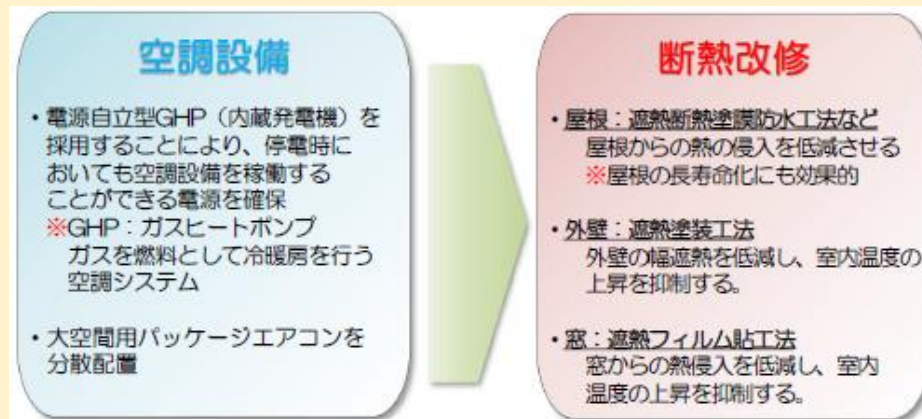 空調設備
・電源自立型GHP（内蔵発電機）を
採用することにより、停電時に
おいても空調設備を稼働する
ことができる電源を確保
※GHP：ガスヒートポンプ
ガスを燃料として冷暖房を行う
空調システム
・大空間用パッケージエアコンを
分散配置
断熱改修
・屋根：遮熱断熱塗膜防水工法など
屋根からの熱の侵入を低減させる
※屋根の長寿命化にも効果的
・外壁：遮熱塗装工法
外壁の幅遮熱を低減し、室内温度の
上昇を抑制する。
・窓：遮熱フィルム貼工法
窓からの熱侵入を低減し、室内
温度の上昇を抑制する。